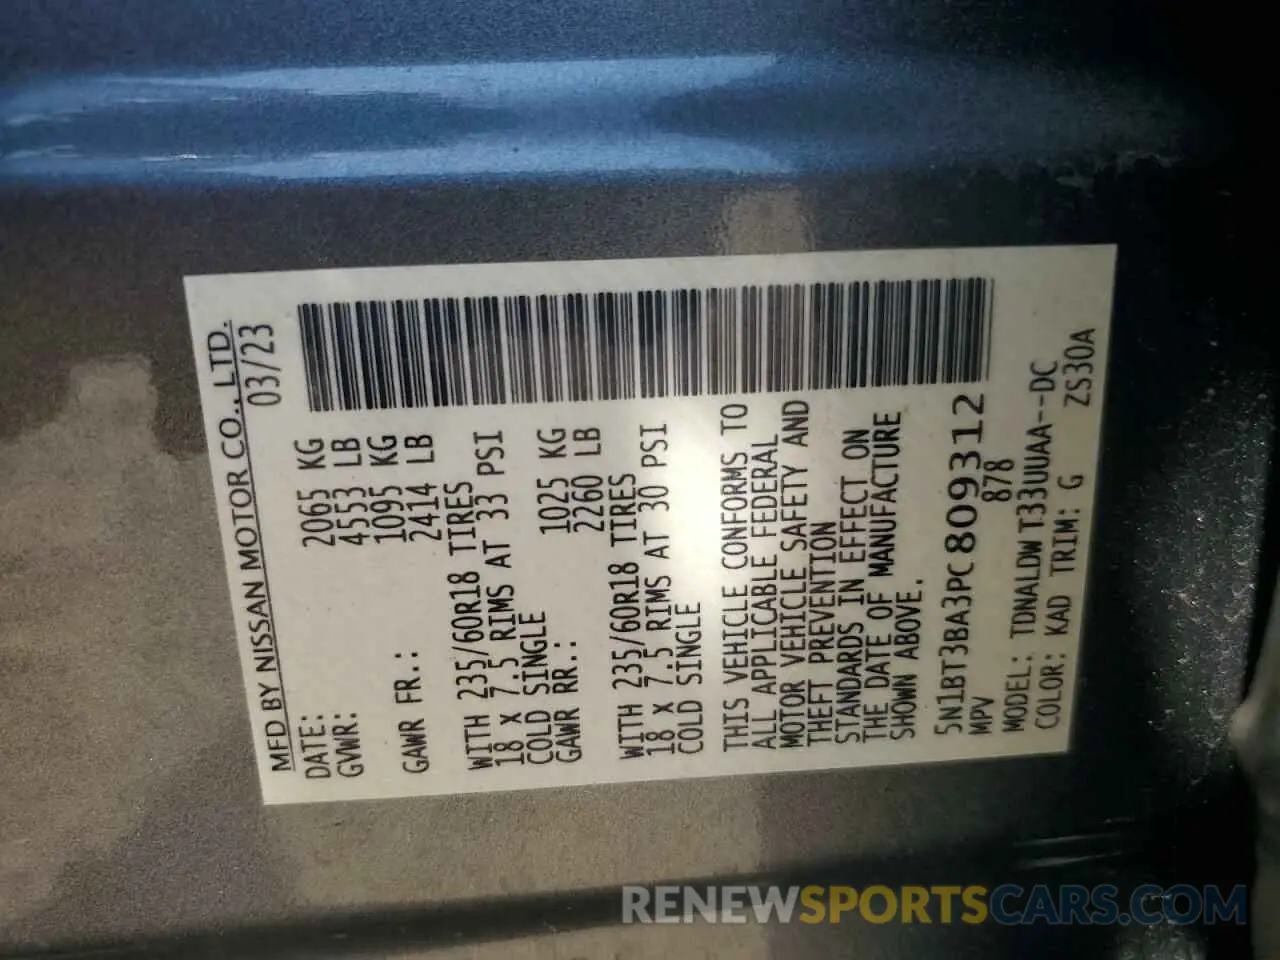 MFD BY NISSAN MOTOR CO., LTD.
DATE: 03/23
GVWR: 2065 KG
4553 LB
GAWR FR.: 1095 KG
2414 LB
WITH 235/60R18 TIRES
18 X 7.5 RIMS AT 33 PSI
COLD SINGLE
GAWR RR.: 1025 KG
2260 LB
WITH 235/60R18 TIRES
18 X 7.5 RIMS AT 30 PSI
COLD SINGLE
THIS VEHICLE CONFORMS TO
ALL APPLICABLE FEDERAL
MOTOR VEHICLE SAFETY AND
THEFT PREVENTION
STANDARDS IN EFFECT ON
THE DATE OF MANUFACTURE
SHOWN ABOVE.
5N1BT3BA3PC809312
MPV 878
MODEL: TDNALDW T33UUAA--DC
COLOR: KAD TRIM: G ZS30A
RENEWSPORTSCARS.COM